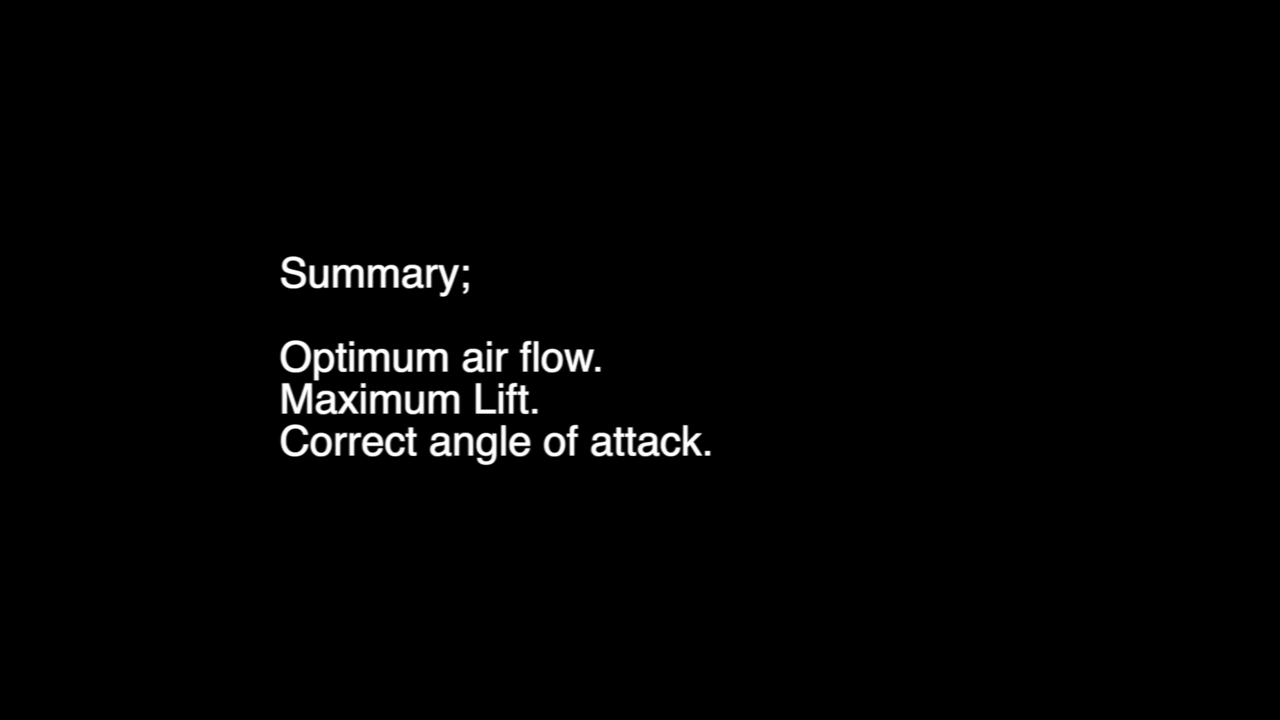 Summary;
Optimum air flow.
Maximum Lift.
Correct angle of attack.